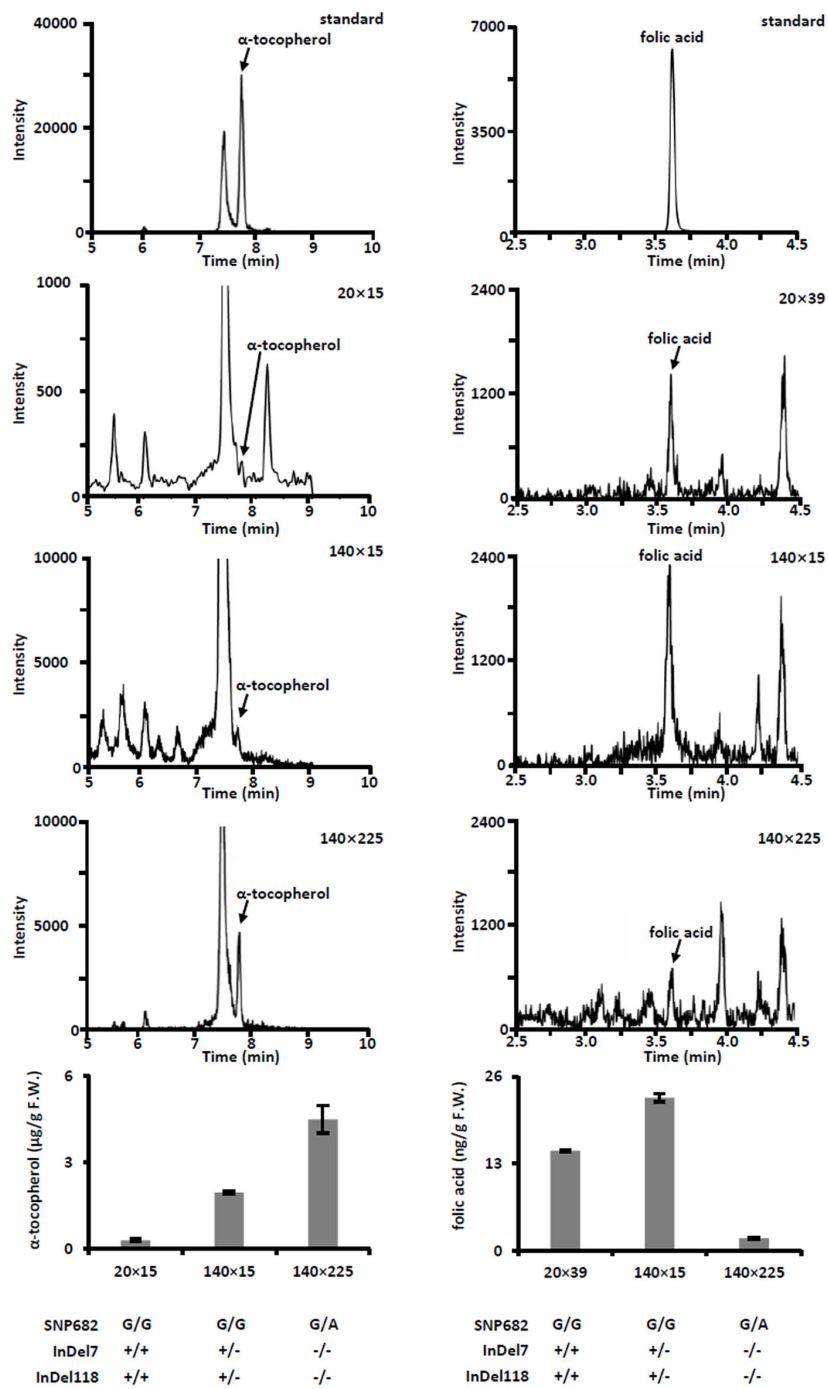 standard
α-tocopherol
40000
20000
0
Intensity
5 6 7 8 9 10
Time (min)
standard
folic acid
7000
3500
0
Intensity
2.5 3.0 3.5 4.0 4.5
Time (min)
20×15
α-tocopherol
1000
500
0
Intensity
5 6 7 8 9 10
Time (min)
20×39
folic acid
2400
1200
0
Intensity
2.5 3.0 3.5 4.0 4.5
Time (min)
140×15
α-tocopherol
10000
5000
0
Intensity
5 6 7 8 9 10
Time (min)
140×15
folic acid
2400
1200
0
Intensity
2.5 3.0 3.5 4.0 4.5
Time (min)
140×225
α-tocopherol
10000
5000
0
Intensity
5 6 7 8 9 10
Time (min)
140×225
folic acid
2400
1200
0
Intensity
2.5 3.0 3.5 4.0 4.5
Time (min)
α-tocopherol (μg/g F.W.)
6
3
0
20×15 140×15 140×225
SNP682 G/G G/G G/A
InDel7 +/+ +/- -/-
InDel118 +/+ +/- -/-
folic acid (ng/g F.W.)
26
13
0
20×39 140×15 140×225
SNP682 G/G G/G G/A
InDel7 +/+ +/- -/-
InDel118 +/+ +/- -/-